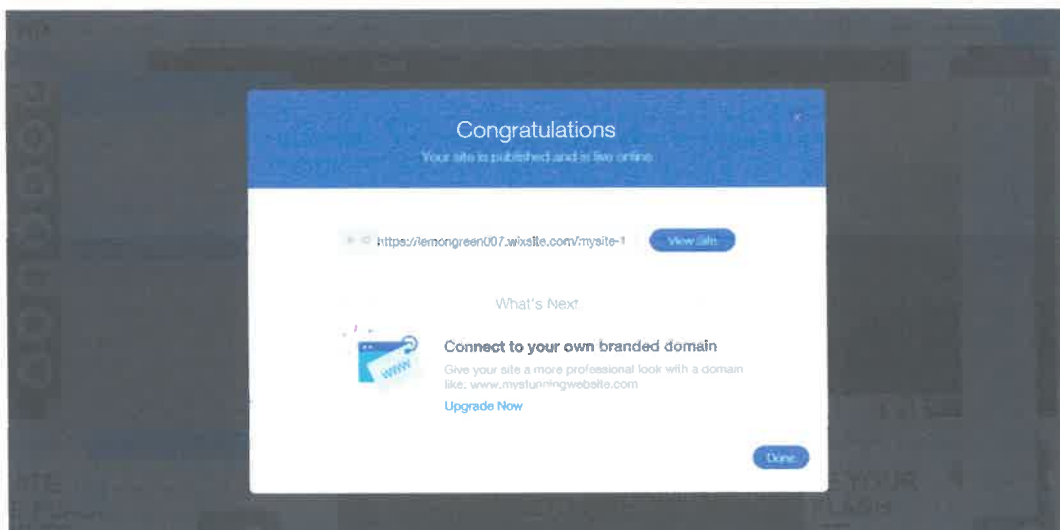 Congratulations
Your site is published and is live online
https://lemongreen007.wixsite.com/mysite-1
View Site
What's Next
Connect to your own branded domain
Give your site a more professional look with a domain
like: www.mystunningwebsite.com
Upgrade Now
Done